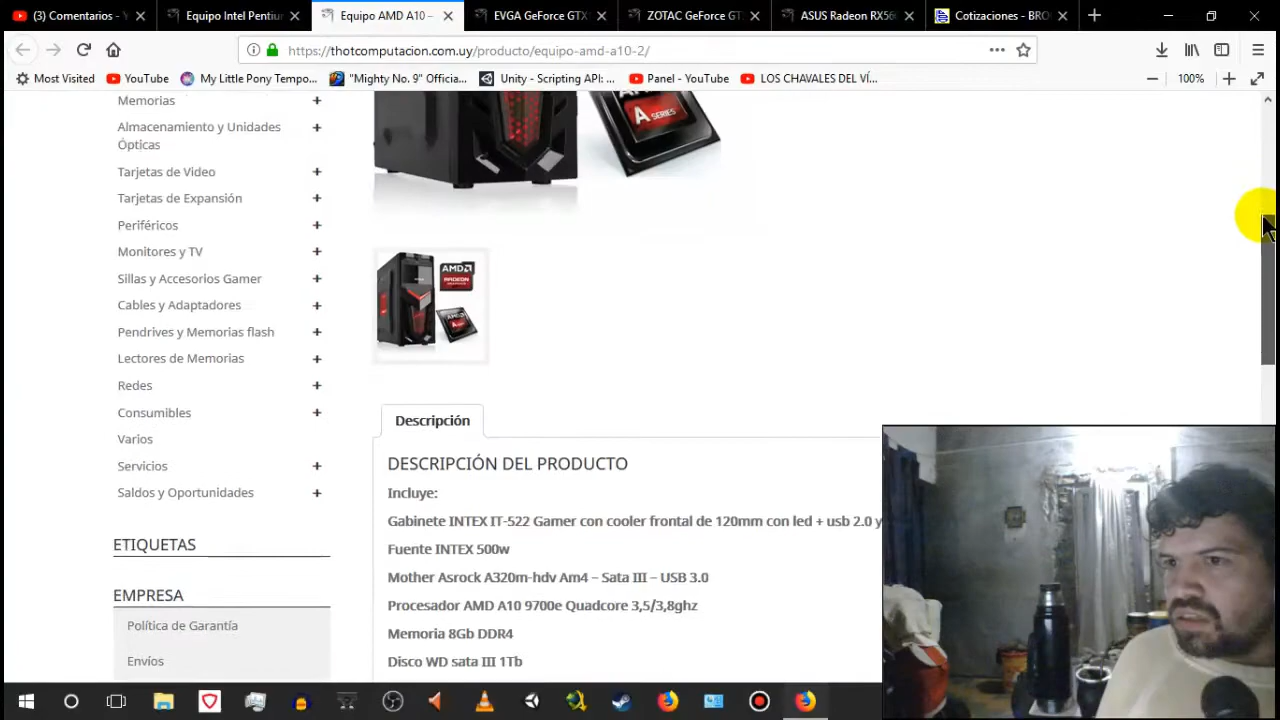 (3) Comentarios - Y
Equipo Intel Pentiu
Equipo AMD A10 –
EVGA GeForce GTX
ZOTAC GeForce GT
ASUS Radeon RX56
Cotizaciones - BRO
https://thotcomputacion.com.uy/producto/equipo-amd-a10-2/
Most Visited
YouTube
My Little Pony Tempo...
"Mighty No. 9" Official...
Unity - Scripting API: ...
Panel - YouTube
LOS CHAVALES DEL VÍ...
100%
Memorias
Almacenamiento y Unidades
Ópticas
Tarjetas de Video
Tarjetas de Expansión
Periféricos
Monitores y TV
Sillas y Accesorios Gamer
Cables y Adaptadores
Pendrives y Memorias flash
Lectores de Memorias
Redes
Consumibles
Varios
Servicios
Saldos y Oportunidades
ETIQUETAS
EMPRESA
Política de Garantía
Envíos
A SERIES
AMD
RADEON
Descripción
DESCRIPCIÓN DEL PRODUCTO
Incluye:
Gabinete INTEX IT-522 Gamer con cooler frontal de 120mm con led + usb 2.0 y
Fuente INTEX 500w
Mother Asrock A320m-hdv Am4 – Sata III – USB 3.0
Procesador AMD A10 9700e Quadcore 3,5/3,8ghz
Memoria 8Gb DDR4
Disco WD sata III 1Tb